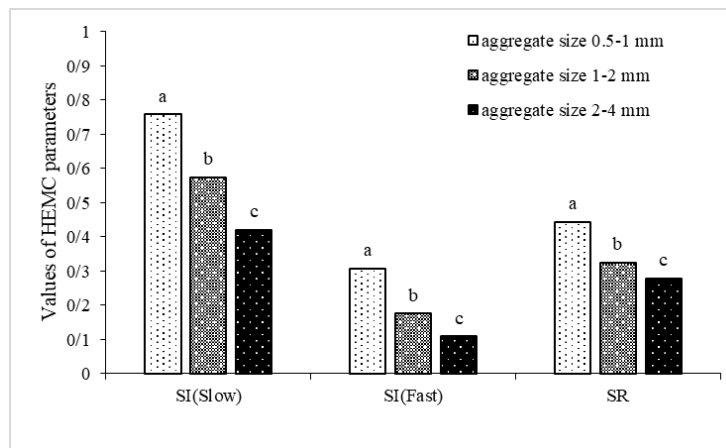 Values of HEMC parameters
1
0/9
0/8
0/7
0/6
0/5
0/4
0/3
0/2
0/1
0
aggregate size 0.5-1 mm
aggregate size 1-2 mm
aggregate size 2-4 mm
a
b
c
a
b
c
a
b
c
SI(Slow)
SI(Fast)
SR